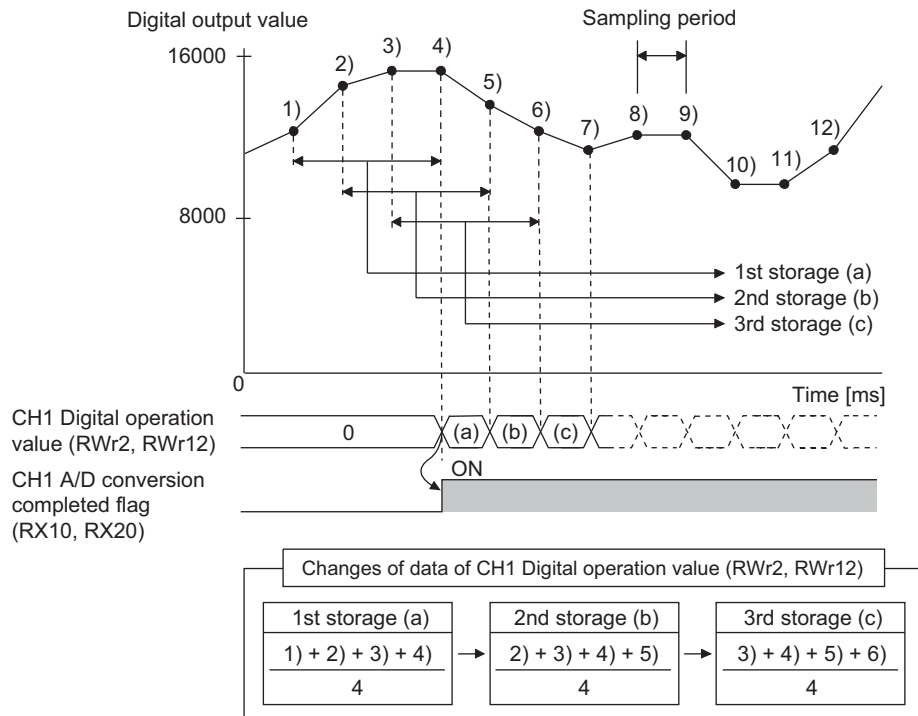 Digital output value
Sampling period
16000
1)
2)
3)
4)
5)
6)
7)
8)
9)
10)
11)
12)
8000
1st storage (a)
2nd storage (b)
3rd storage (c)
0
Time [ms]
CH1 Digital operation
value (RWr2, RWr12)
0
(a)
(b)
(c)
CH1 A/D conversion
completed flag
(RX10, RX20)
ON
Changes of data of CH1 Digital operation value (RWr2, RWr12)
1st storage (a)
1) + 2) + 3) + 4)
4
2nd storage (b)
2) + 3) + 4) + 5)
4
3rd storage (c)
3) + 4) + 5) + 6)
4